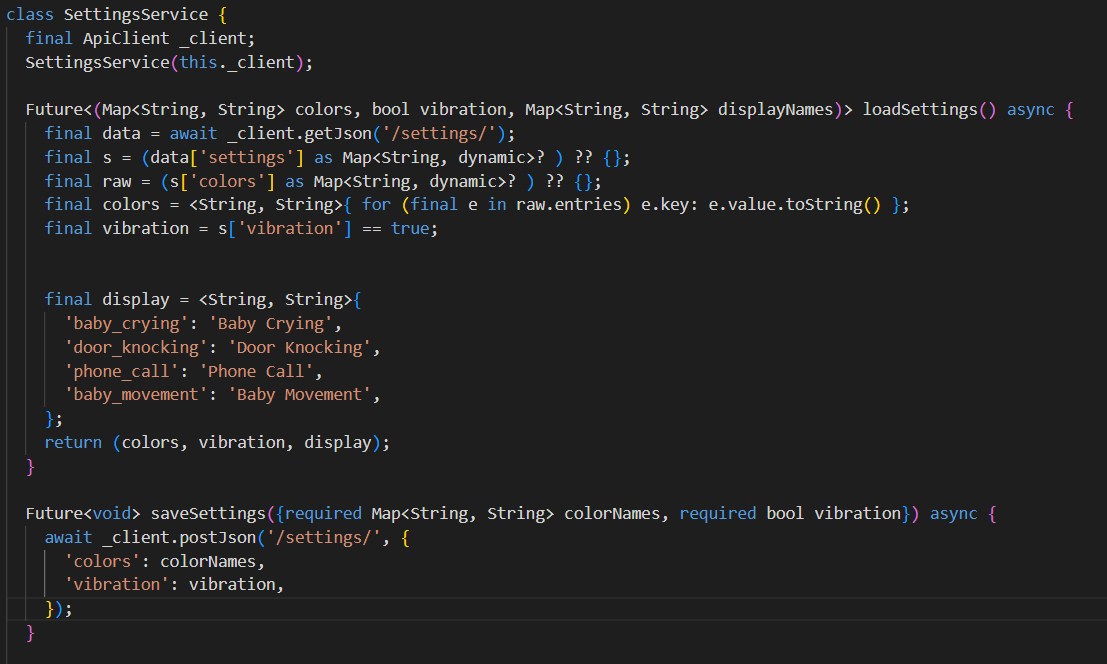 class SettingsService {
  final ApiClient _client;
  SettingsService(this._client);

  Future<(Map<String, String> colors, bool vibration, Map<String, String> displayNames)> loadSettings() async {
    final data = await _client.getJson('/settings/');
    final s = (data['settings'] as Map<String, dynamic>? ) ?? {};
    final raw = (s['colors'] as Map<String, dynamic>? ) ?? {};
    final colors = <String, String>{ for (final e in raw.entries) e.key: e.value.toString() };
    final vibration = s['vibration'] == true;


    final display = <String, String>{
      'baby_crying': 'Baby Crying',
      'door_knocking': 'Door Knocking',
      'phone_call': 'Phone Call',
      'baby_movement': 'Baby Movement',
    };
    return (colors, vibration, display);
  }

  Future<void> saveSettings({required Map<String, String> colorNames, required bool vibration}) async {
    await _client.postJson('/settings/', {
      'colors': colorNames,
      'vibration': vibration,
    });
  }